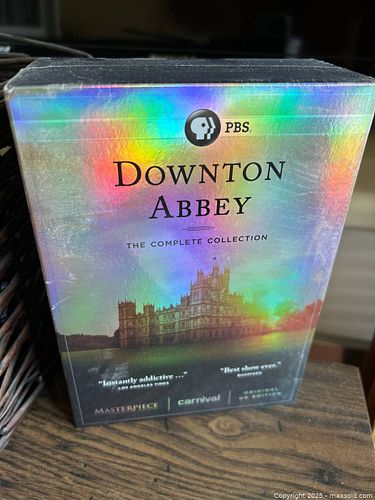 PBS
DOWNTON
ABBEY
THE COMPLETE COLLECTION
"Instantly addictive ..."
LOS ANGELES TIMES
"Best show ever."
BUZZFEED
MASTERPIECE
carnival
ORIGINAL
UK EDITION
Copyright 2025 - maxsold.com